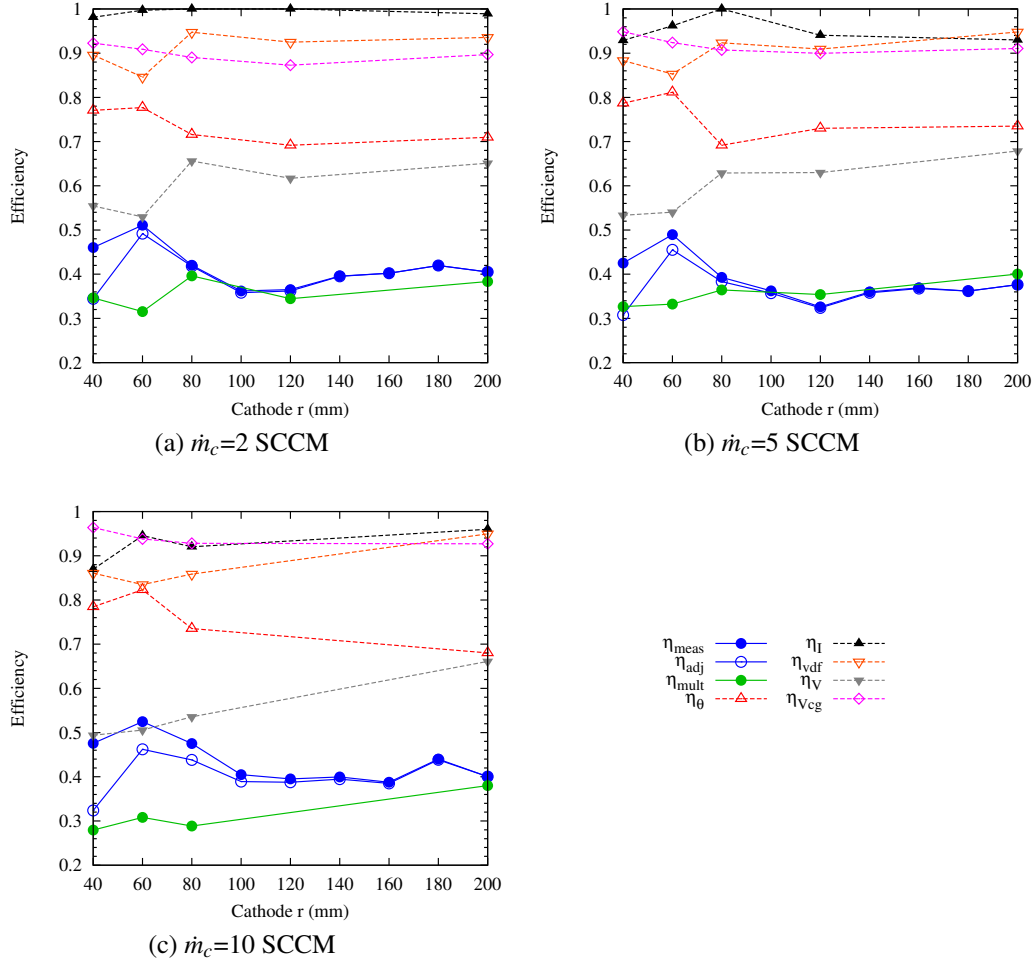 1
0.9
0.8
0.7
0.6
0.5
0.4
0.3
0.2
Efficiency
40 60 80 100 120 140 160 180 200
Cathode r (mm)
(a) ṁc=2 SCCM
1
0.9
0.8
0.7
0.6
0.5
0.4
0.3
0.2
Efficiency
40 60 80 100 120 140 160 180 200
Cathode r (mm)
(b) ṁc=5 SCCM
1
0.9
0.8
0.7
0.6
0.5
0.4
0.3
0.2
Efficiency
40 60 80 100 120 140 160 180 200
Cathode r (mm)
(c) ṁc=10 SCCM
ηmeas ηI
ηadj ηvdf
ηmult ηV
ηθ ηVcg